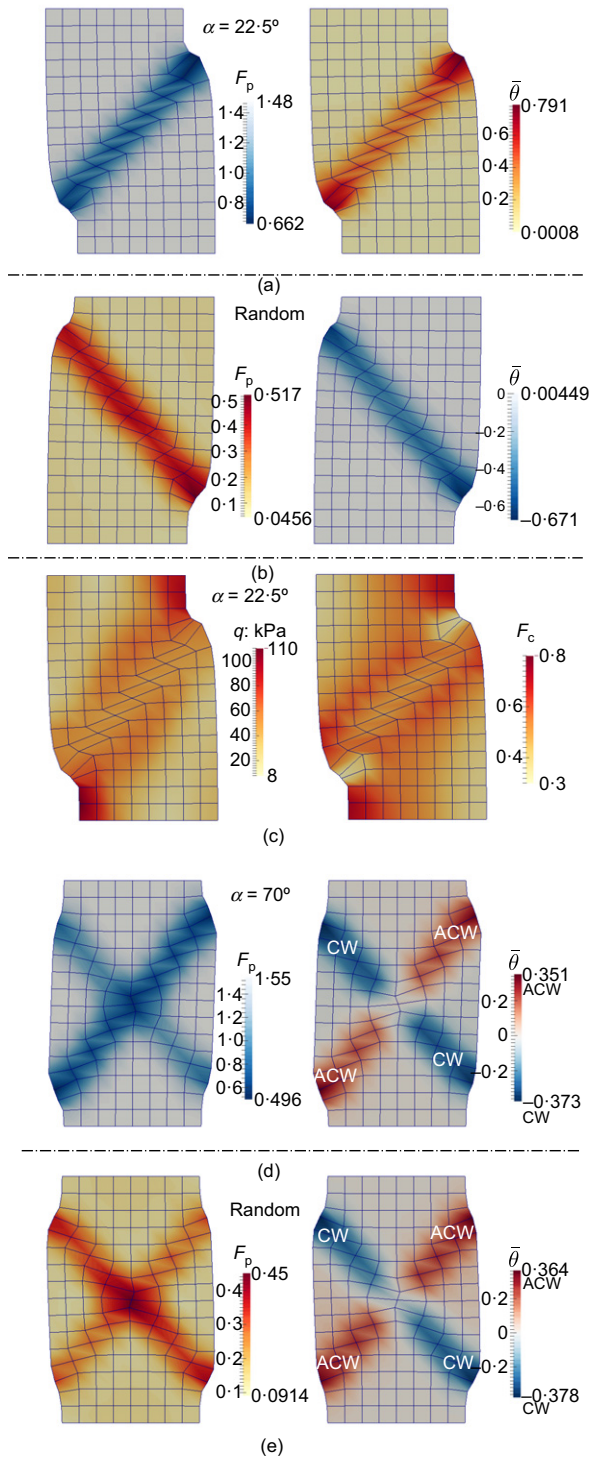 α = 22·5º
Fp
1·48
1·4
1·2
1·0
0·8
0·662
θ̅
0·791
0·6
0·4
0·2
0·0008
(a)
Random
Fp
0·517
0·5
0·4
0·3
0·2
0·1
0·0456
θ̅
0·00449
0
−0·2
−0·4
−0·6
−0·671
(b)
α = 22·5º
q: kPa
110
100
80
60
40
20
8
Fc
0·8
0·6
0·4
0·3
(c)
α = 70º
Fp
1·55
1·4
1·2
1·0
0·8
0·6
0·496
CW
ACW
CW
ACW
θ̅
0·351
ACW
0·2
0
−0·2
−0·373
CW
(d)
Random
Fp
0·45
0·4
0·3
0·2
0·1
0·0914
CW
ACW
ACW
CW
θ̅
0·364
ACW
0·2
0
−0·2
−0·378
CW
(e)